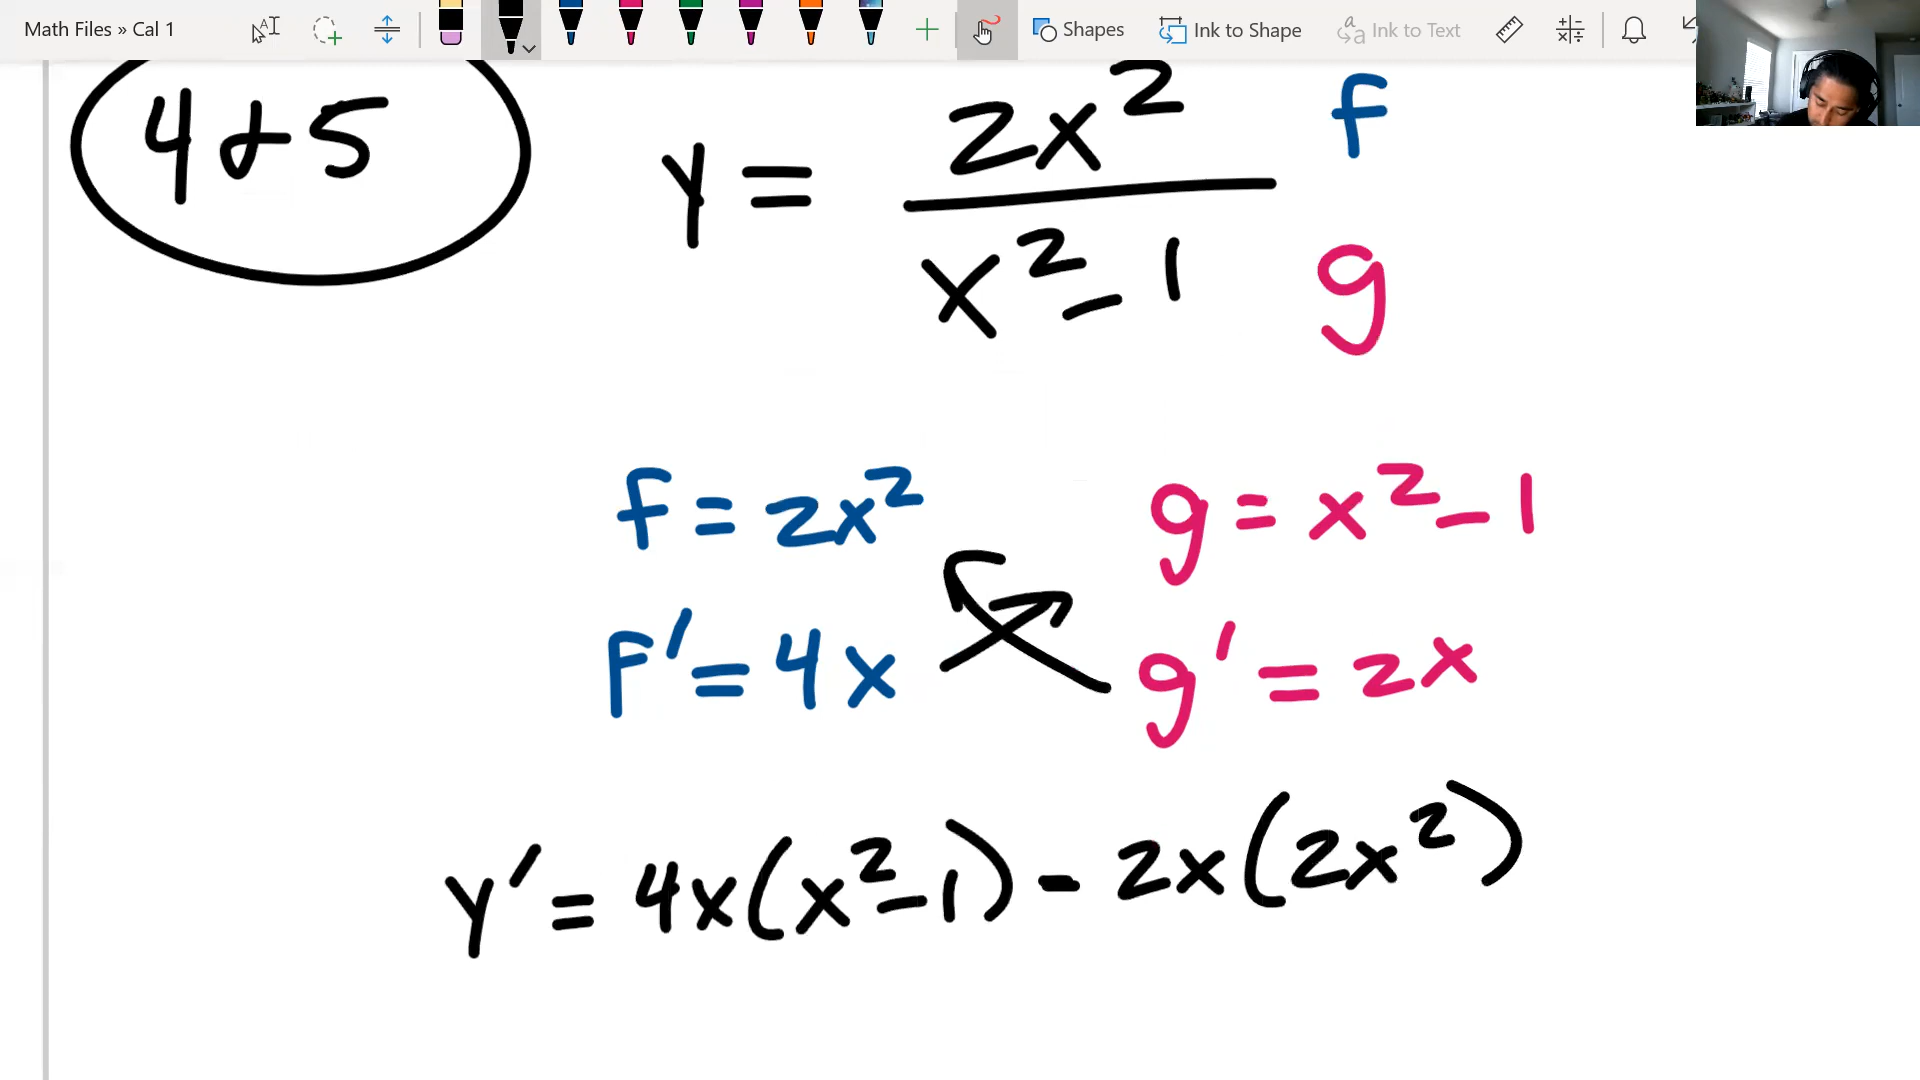 Math Files » Cal 1
Shapes
Ink to Shape
Ink to Text
4 & 5
y = 2x² / x² - 1
f
g
f = 2x²
g = x² - 1
F' = 4x
g' = 2x
y' = 4x(x² - 1) - 2x(2x²)